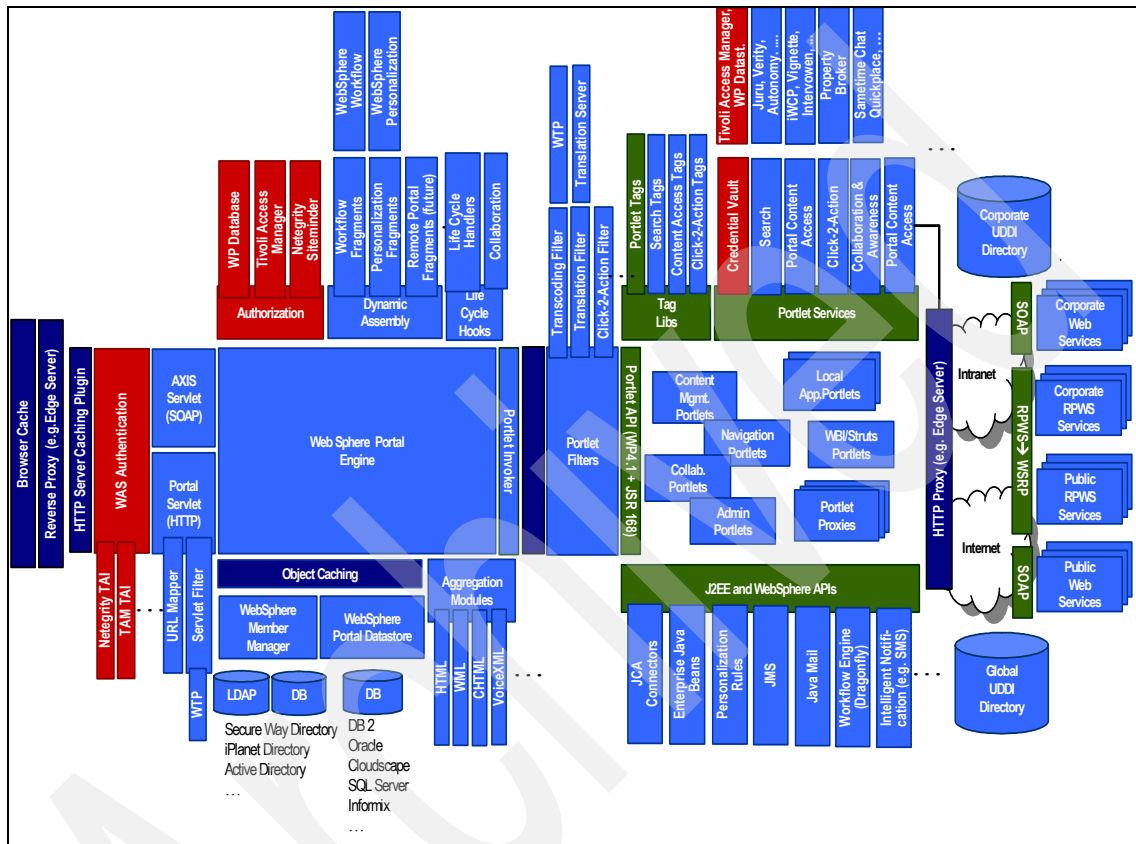 WebSphere
Workflow
WebSphere
Personalization
WTP
Translation Server
Tivoli Access Manager,
WP Datast.
Juru, Verity,
Autonomy. ...
iWCP, Vignette,
Interwoven, ...
Property
Broker
Sametime Chat
Quickplace, ...
...
WP Database
Tivoli Access
Manager
Netegrity
Siteminder
Workflow
Fragments
Personalization
Fragments
Remote Portal
Fragments (future)
Life Cycle
Handlers
Collaboration
Transcoding Filter
Translation Filter
Click-2-Action Filter
...
Portlet Tags
Search Tags
Content Access Tags
Click-2-Action Tags
Credential Vault
Search
Portal Content
Access
Click-2-Action
Collaboration &
Awareness
Portal Content
Access
Corporate
UDDI
Directory
Authorization
Dynamic
Assembly
Life
Cycle
Hooks
Tag
Libs
Portlet Services
Browser Cache
Reverse Proxy (e.g.Edge Server)
HTTP Server Caching Plugin
WAS Authentication
AXIS
Servlet
(SOAP)
Portal
Servlet
(HTTP)
Web Sphere Portal
Engine
Portlet Invoker
Portlet
Filters
Portlet API (WP4.1 + JSR 168)
Content
Mgmt.
Portlets
Local
App.Portlets
Navigation
Portlets
WBI/Struts
Portlets
Collab.
Portlets
Admin
Portlets
Portlet
Proxies
HTTP Proxy (e.g. Edge Server)
Intranet
Internet
SOAP
RPWS→ WSRP
SOAP
Corporate
Web
Services
Corporate
RPWS
Services
Public
RPWS
Services
Public
Web
Services
Netegrity TAI
TAM TAI
...
URL Mapper
Servlet Filter
WTP
Object Caching
WebSphere
Member
Manager
WebSphere
Portal Datastore
Aggregation
Modules
HTML
WML
CHTML
VoiceXML
...
LDAP
DB
DB
Secure Way Directory
iPlanet Directory
Active Directory
...
DB 2
Oracle
Cloudscape
SQL Server
Informix
...
J2EE and WebSphere APIs
JCA
Connectors
Enterprise Java
Beans
Personalization
Rules
JMS
Java Mail
Workflow Engine
(Dragonfly)
Intelligent Notifi-
cation (e.g. SMS)
...
Global
UDDI
Directory